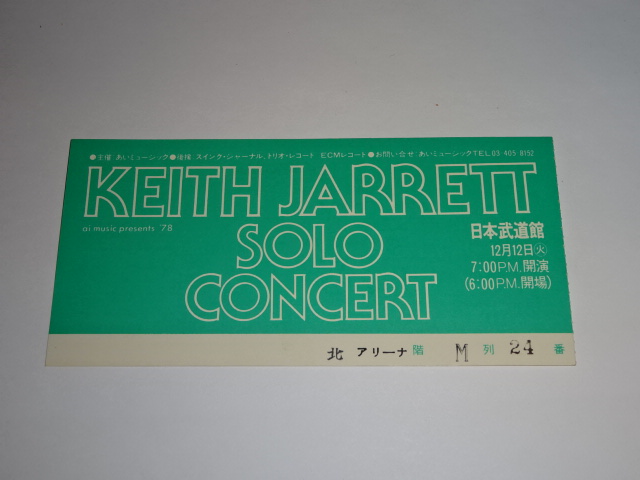 ●主催 あいミュージック●後援 スイング・ジャーナル、トリオ・レコード ECMレコード●お問い合せ あいミュージックTEL.03 405 8152
KEITH JARRETT
ai music presents '78
SOLO
CONCERT
日本武道館
12月12日㊋
7:00P.M.開演
(6:00P.M.開場)
北 アリーナ 階 M 列 24 番